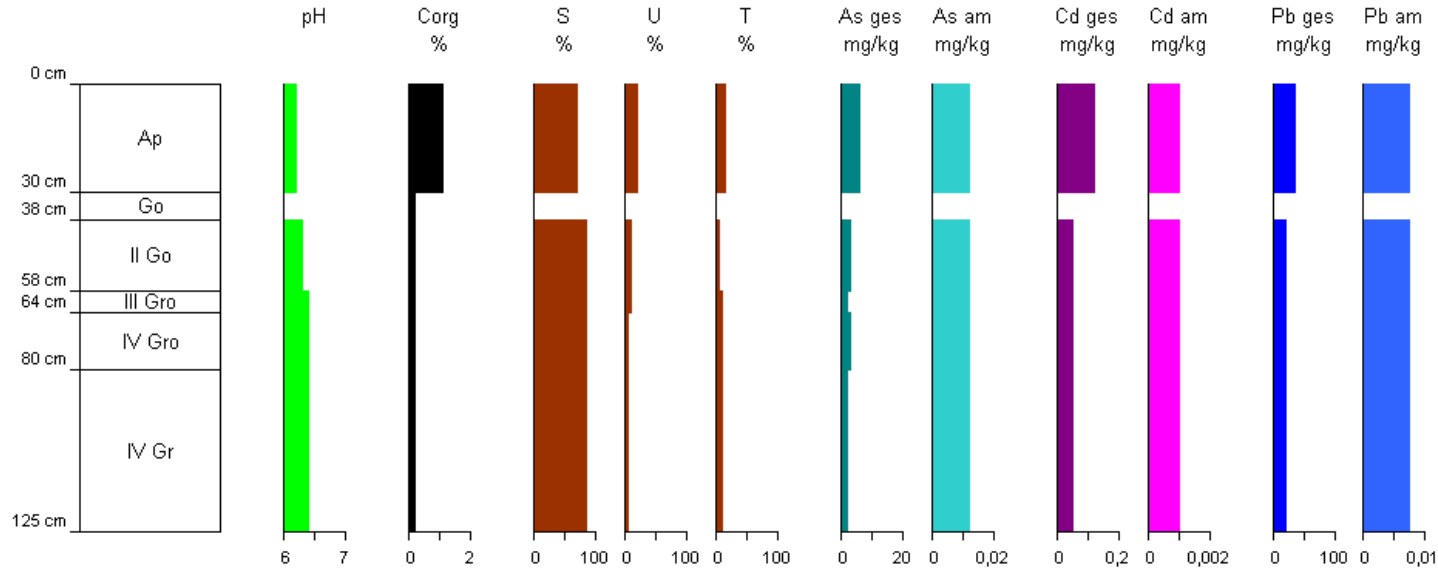 pH Corg S U T As ges As am Cd ges Cd am Pb ges Pb am
% % % % mg/kg mg/kg mg/kg mg/kg mg/kg mg/kg
0 cm
Ap
30 cm
Go
38 cm
II Go
58 cm
III Gro
64 cm
IV Gro
80 cm
IV Gr
125 cm
6 7 0 2 0 100 0 100 0 100 0 20 0 0,02 0 0,2 0 0,002 0 100 0 0,01